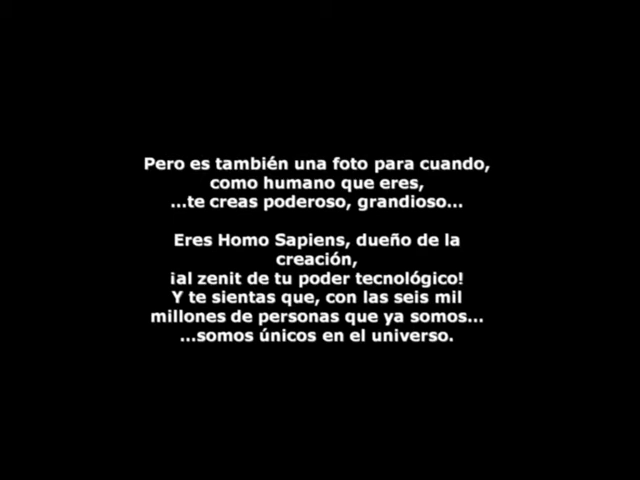 Pero es también una foto para cuando,
como humano que eres,
...te creas poderoso, grandioso...
Eres Homo Sapiens, dueño de la
creación,
¡al zenit de tu poder tecnológico!
Y te sientas que, con las seis mil
millones de personas que ya somos...
...somos únicos en el universo.